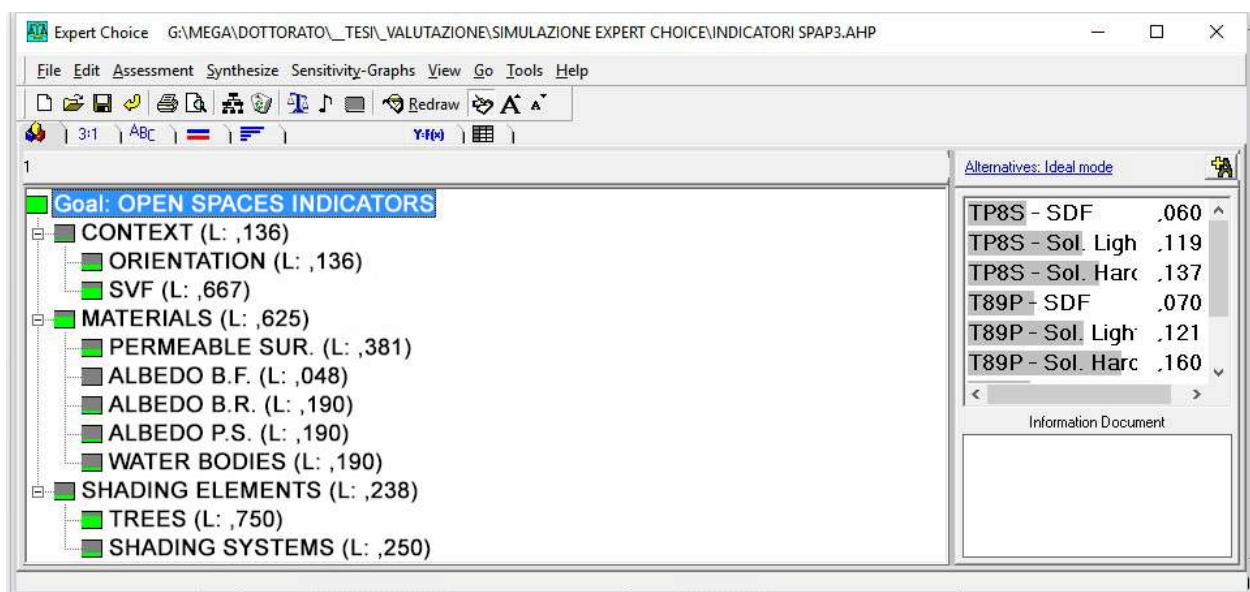 Expert Choice G:\MEGA\DOTTORATO\__TESI\_VALUTAZIONE\SIMULAZIONE EXPERT CHOICE\INDICATORI SPAP3.AHP
File Edit Assessment Synthesize Sensitivity-Graphs View Go Tools Help
Redraw A A
3:1 ABC Y=F(x)
1
Alternatives: Ideal mode
Goal: OPEN SPACES INDICATORS
CONTEXT (L: ,136)
ORIENTATION (L: ,136)
SVF (L: ,667)
MATERIALS (L: ,625)
PERMEABLE SUR. (L: ,381)
ALBEDO B.F. (L: ,048)
ALBEDO B.R. (L: ,190)
ALBEDO P.S. (L: ,190)
WATER BODIES (L: ,190)
SHADING ELEMENTS (L: ,238)
TREES (L: ,750)
SHADING SYSTEMS (L: ,250)
TP8S - SDF ,060
TP8S - Sol. Ligh ,119
TP8S - Sol. Harc ,137
T89P - SDF ,070
T89P - Sol. Ligh ,121
T89P - Sol. Harc ,160
Information Document